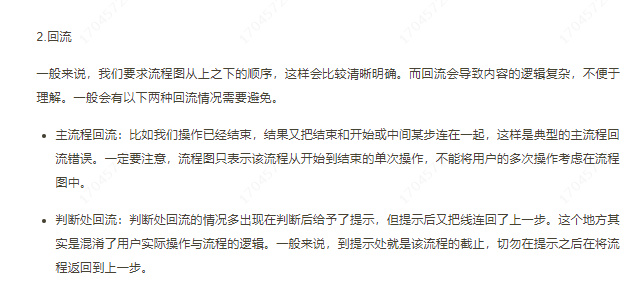 2.回流
一般来说，我们要求流程图从上之下的顺序，这样会比较清晰明确。而回流会导致内容的逻辑复杂，不便于
理解。一般会有以下两种回流情况需要避免。
主流程回流：比如我们操作已经结束，结果又把结束和开始或中间某步连在一起，这样是典型的主流程回
流错误。一定要注意，流程图只表示该流程从开始到结束的单次操作，不能将用户的多次操作考虑在流程
图中。
判断处回流：判断处回流的情况多出现在判断后给予了提示，但提示后又把线连回了上一步。这个地方其
实是混淆了用户实际操作与流程的逻辑。一般来说，到提示处就是该流程的截止，切勿在提示之后在将流
程返回到上一步。